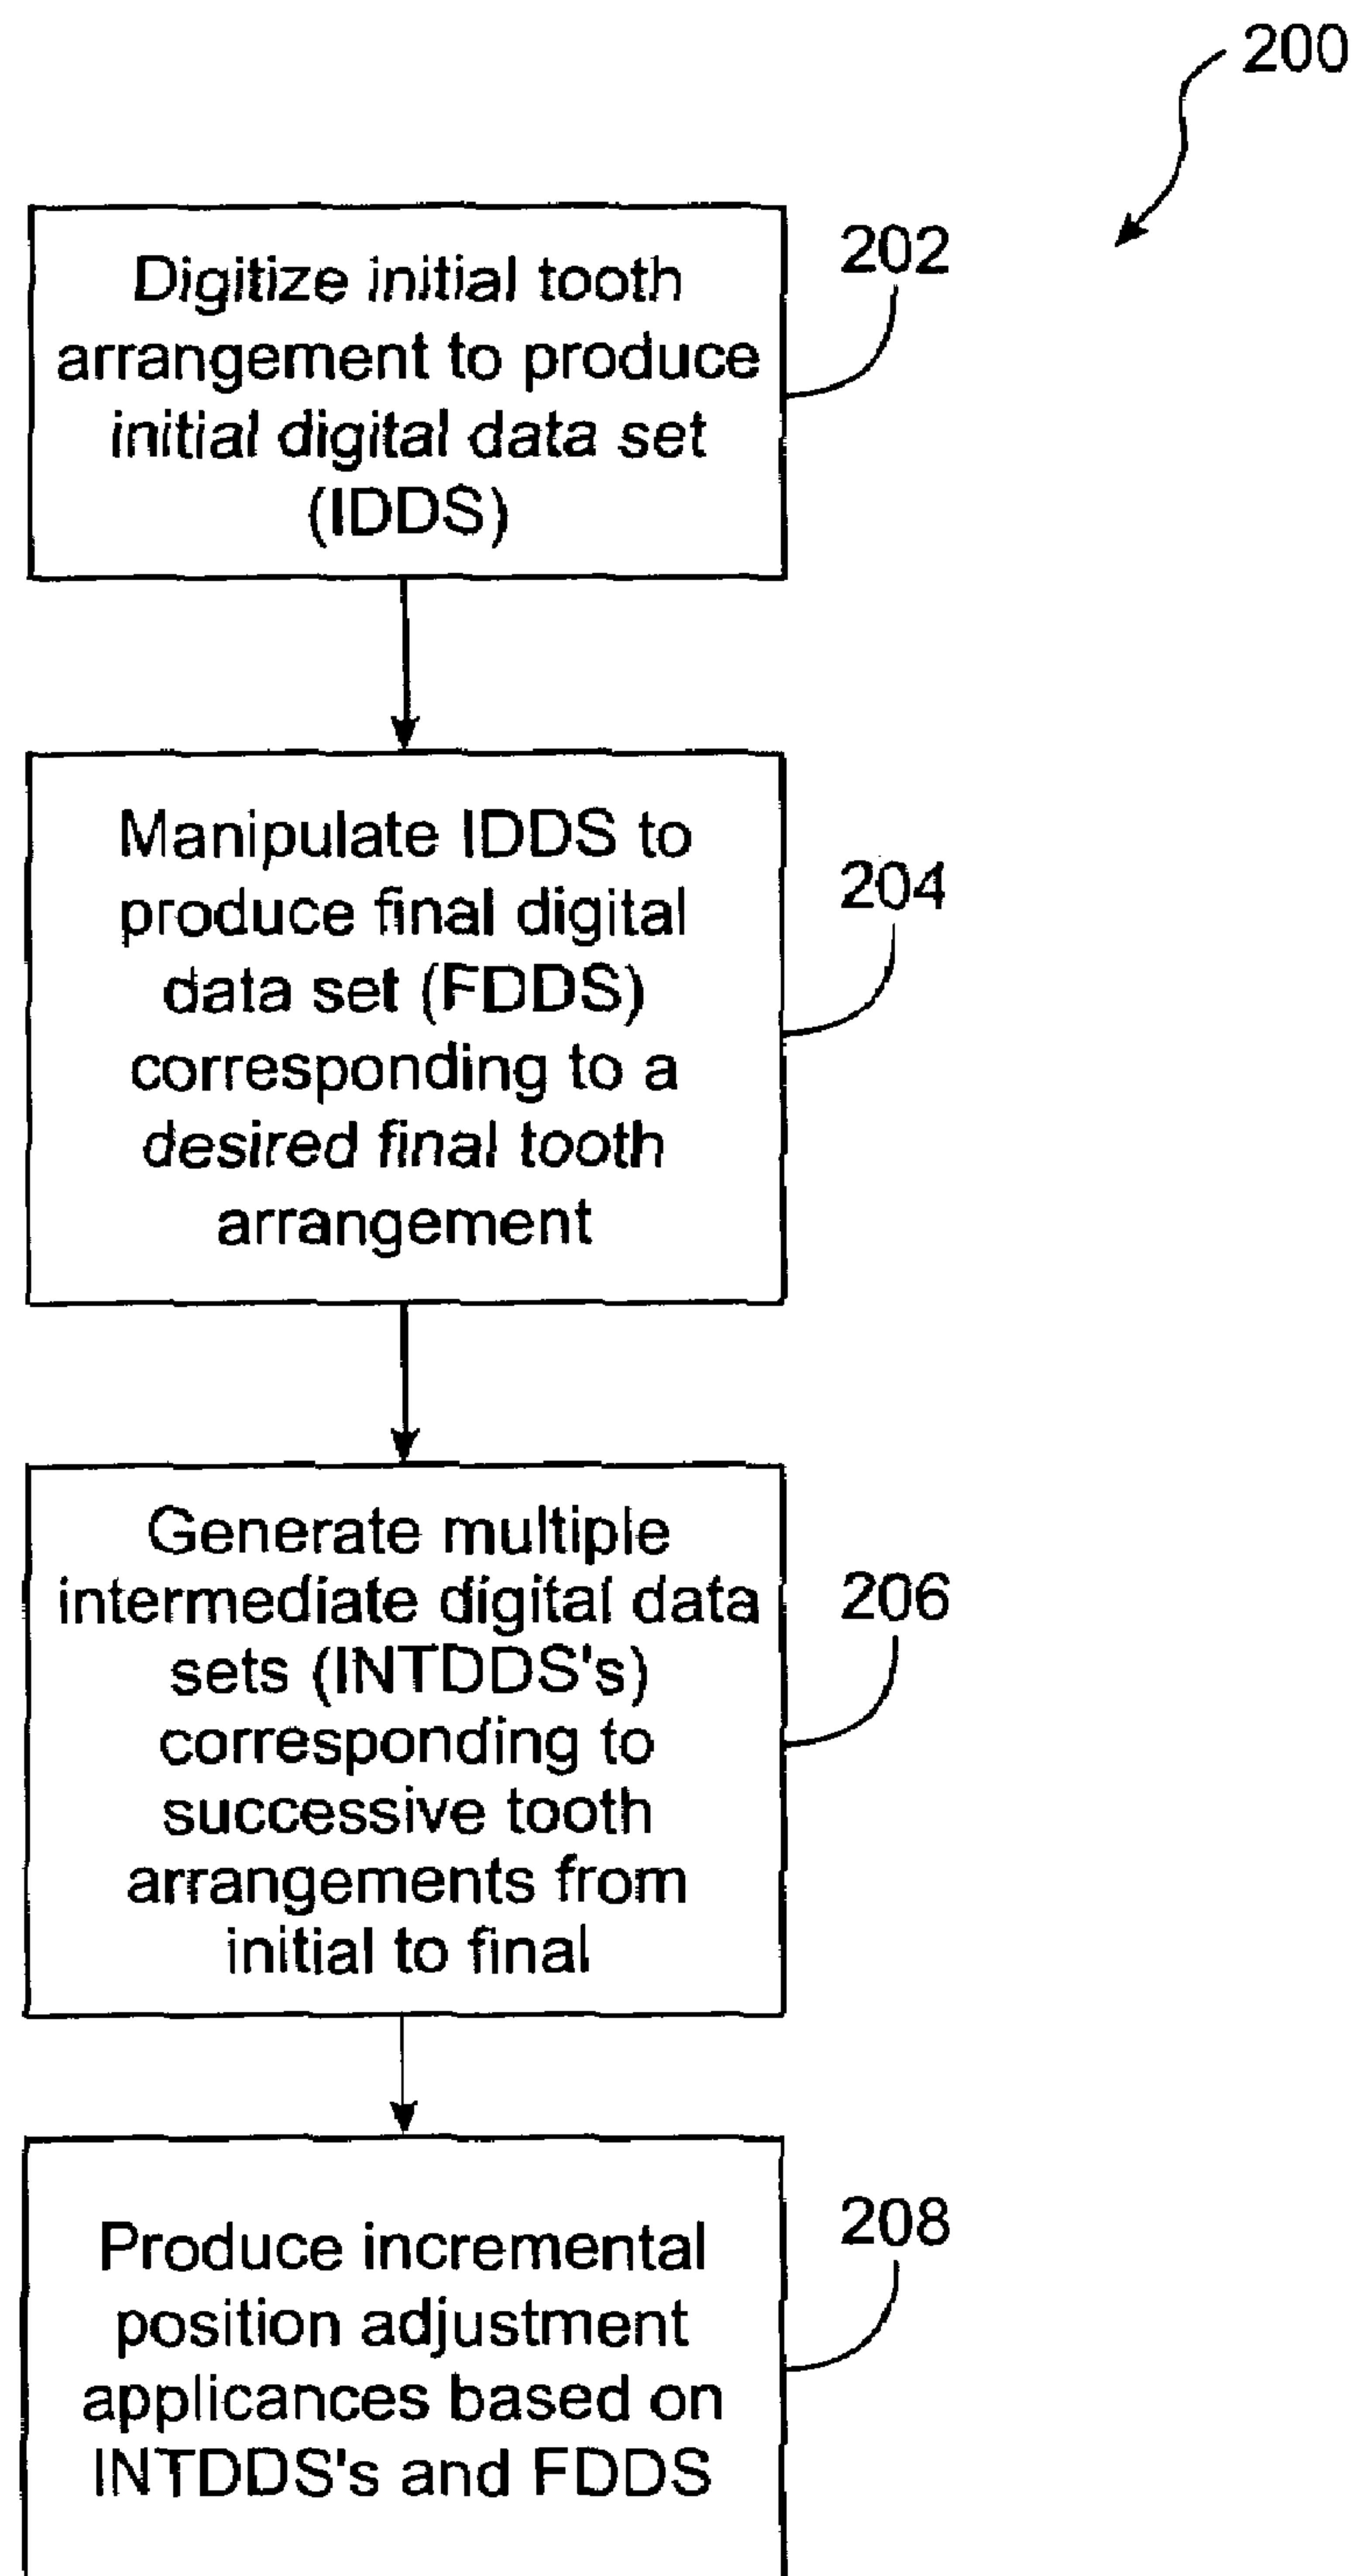 200
Digitize initial tooth
arrangement to produce
initial digital data set
(IDDS)
202
Manipulate IDDS to
produce final digital
data set (FDDS)
corresponding to a
desired final tooth
arrangement
204
Generate multiple
intermediate digital data
sets (INTDDS's)
corresponding to
successive tooth
arrangements from
initial to final
206
Produce incremental
position adjustment
applicances based on
INTDDS's and FDDS
208